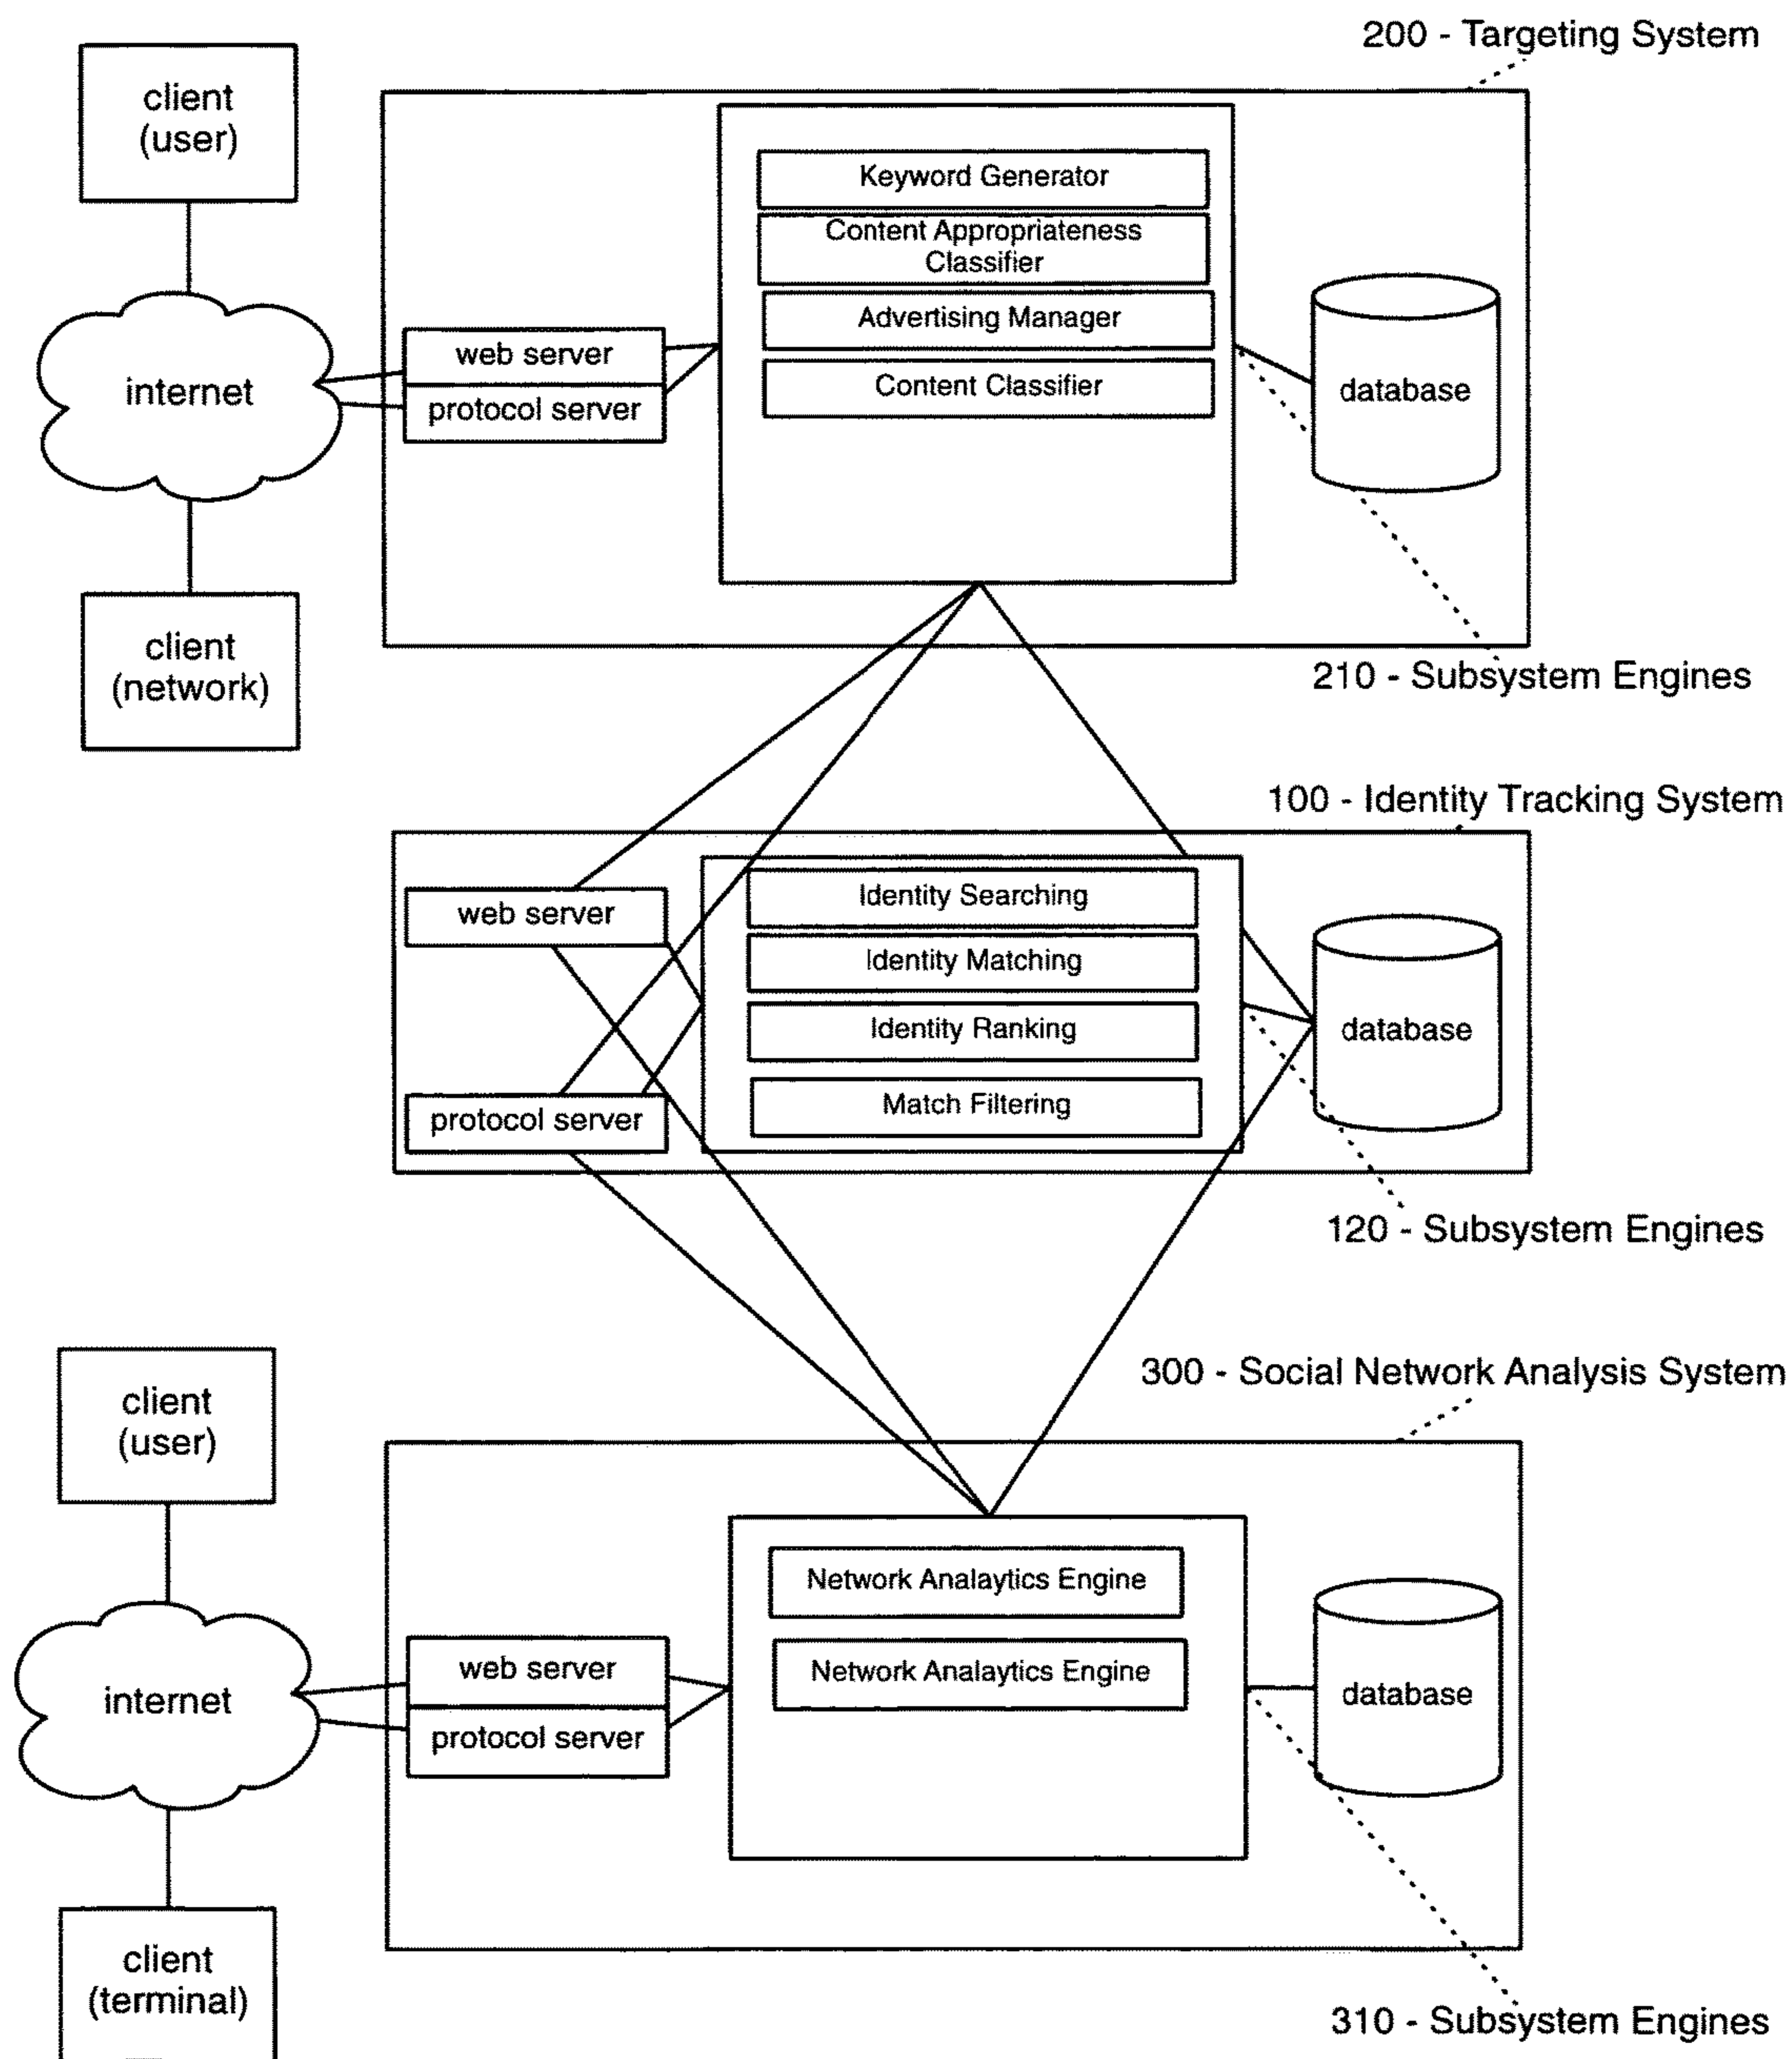 200 - Targeting System
client
(user)
Keyword Generator
Content Appropriateness
Classifier
Advertising Manager
Content Classifier
web server
protocol server
internet
database
client
(network)
210 - Subsystem Engines
100 - Identity Tracking System
Identity Searching
Identity Matching
Identity Ranking
Match Filtering
web server
protocol server
database
120 - Subsystem Engines
300 - Social Network Analysis System
client
(user)
Network Analaytics Engine
Network Analaytics Engine
web server
protocol server
internet
database
client
(terminal)
310 - Subsystem Engines